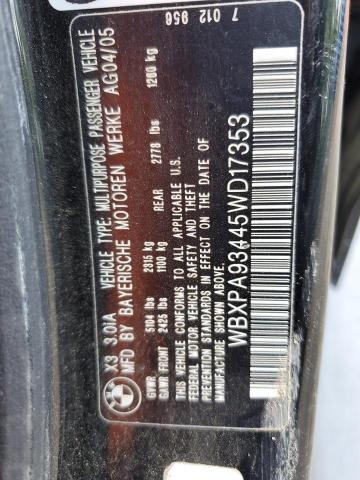 7 012 956
X3 3.0iA VEHICLE TYPE: MULTIPURPOSE PASSENGER VEHICLE
MFD BY BAYERISCHE MOTOREN WERKE AG 04/05
GVWR 5104 lbs 2315 kg
GAWR FRONT 2425 lbs 1100 kg REAR 2778 lbs 1260 kg
THIS VEHICLE CONFORMS TO ALL APPLICABLE U.S.
FEDERAL MOTOR VEHICLE SAFETY AND THEFT
PREVENTION STANDARDS IN EFFECT ON THE DATE OF
MANUFACTURE SHOWN ABOVE
WBXPA93445WD17353